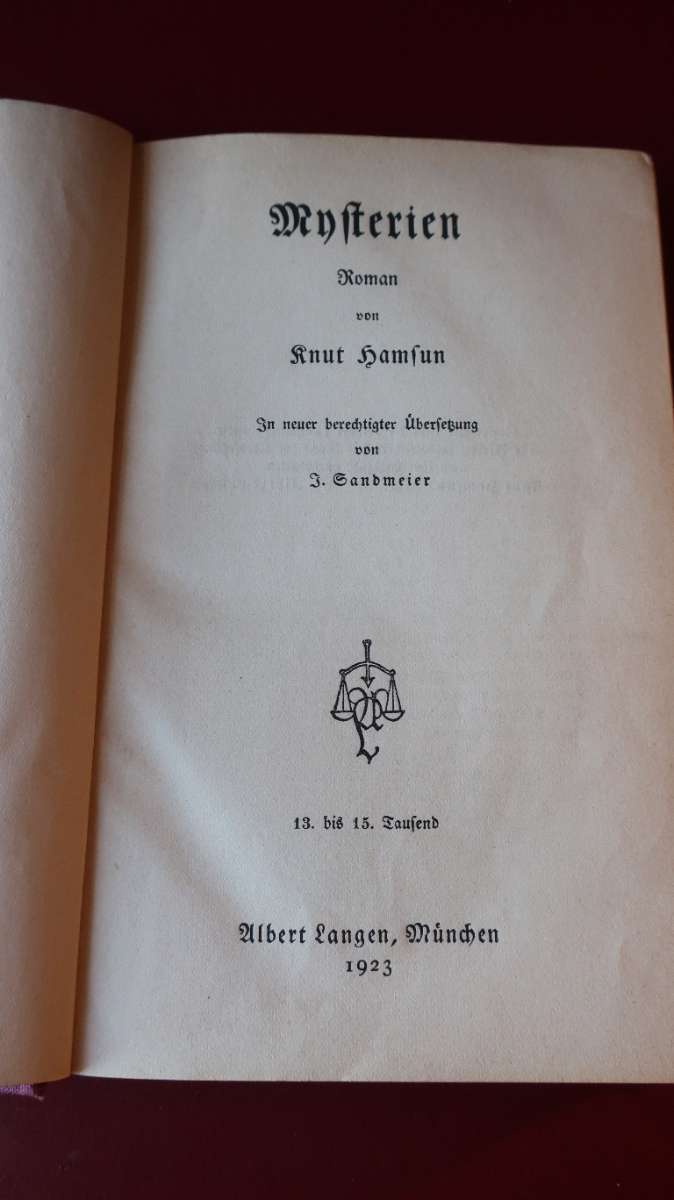 Myſterien
Roman
von
Knut Hamſun
In neuer berechtigter Überſetzung
von
J. Sandmeier
13. bis 15. Tauſend
Albert Langen, München
1923